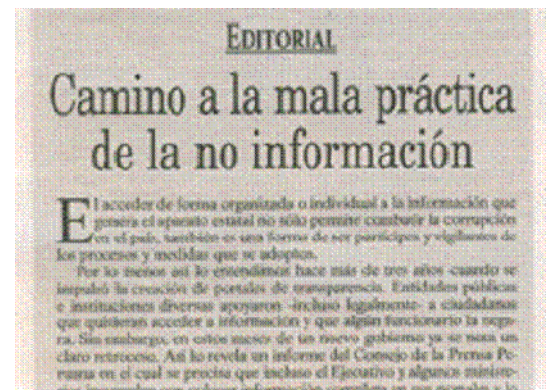 EDITORIAL
Camino a la mala práctica
de la no información
El acceder de forma organizada o individual a la información que
genera el aparato estatal no sólo permite combatir la corrupción
en el país, también es una forma de ser partícipes y vigilantes de
los procesos y medidas que se adopten.
Por lo menos así lo entendimos hace más de tres años -cuando se
impulsó la creación de portales de transparencia. Entidades públicas
e instituciones diversas apoyaron -incluso legalmente- a ciudadanos
que quisieran acceder a información y que algún funcionario la nega-
ra. Sin embargo, en estos meses de un nuevo gobierno ya se nota un
claro retroceso. Así lo revela un informe del Consejo de la Prensa Pe-
ruana en el cual se precisa que incluso el Ejecutivo y algunos ministe-